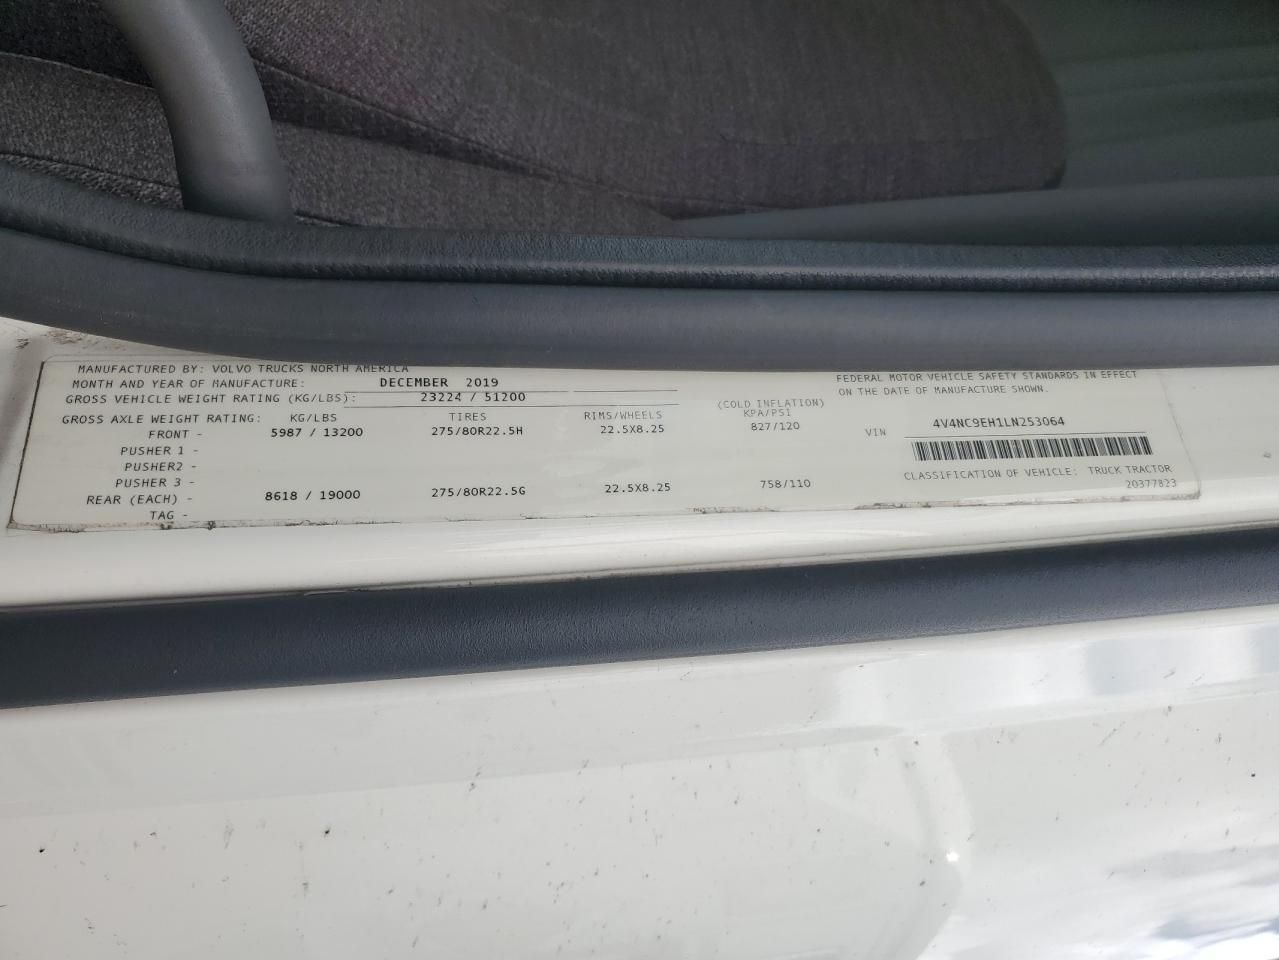 MANUFACTURED BY: VOLVO TRUCKS NORTH AMERICA
MONTH AND YEAR OF MANUFACTURE: DECEMBER 2019
GROSS VEHICLE WEIGHT RATING (KG/LBS): 23224 / 51200
GROSS AXLE WEIGHT RATING: KG/LBS TIRES RIMS/WHEELS (COLD INFLATION) KPA/PSI
FRONT - 5987 / 13200 275/80R22.5H 22.5X8.25 827/120
PUSHER 1 -
PUSHER2 -
PUSHER 3 -
REAR (EACH) - 8618 / 19000 275/80R22.5G 22.5X8.25 758/110
TAG -
FEDERAL MOTOR VEHICLE SAFETY STANDARDS IN EFFECT
ON THE DATE OF MANUFACTURE SHOWN.
VIN 4V4NC9EH1LN253064
CLASSIFICATION OF VEHICLE: TRUCK TRACTOR
20377823